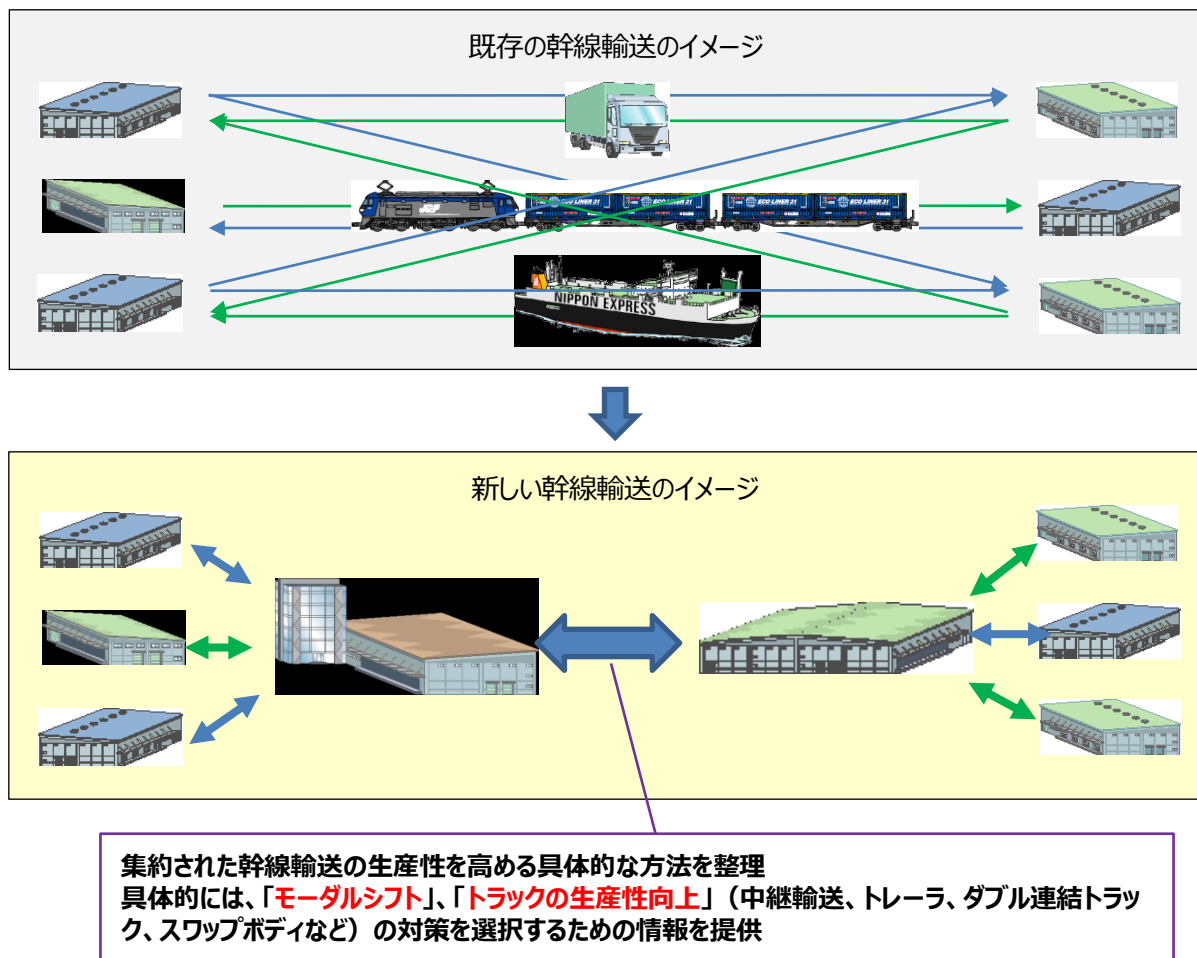 既存の幹線輸送のイメージ
ECO LINER 21
ECO LINER 21
NIPPON EXPRESS
新しい幹線輸送のイメージ
集約された幹線輸送の生産性を高める具体的な方法を整理
具体的には、「モーダルシフト」、「トラックの生産性向上」（中継輸送、トレーラ、ダブル連結トラッ
ク、スワップボディなど）の対策を選択するための情報を提供